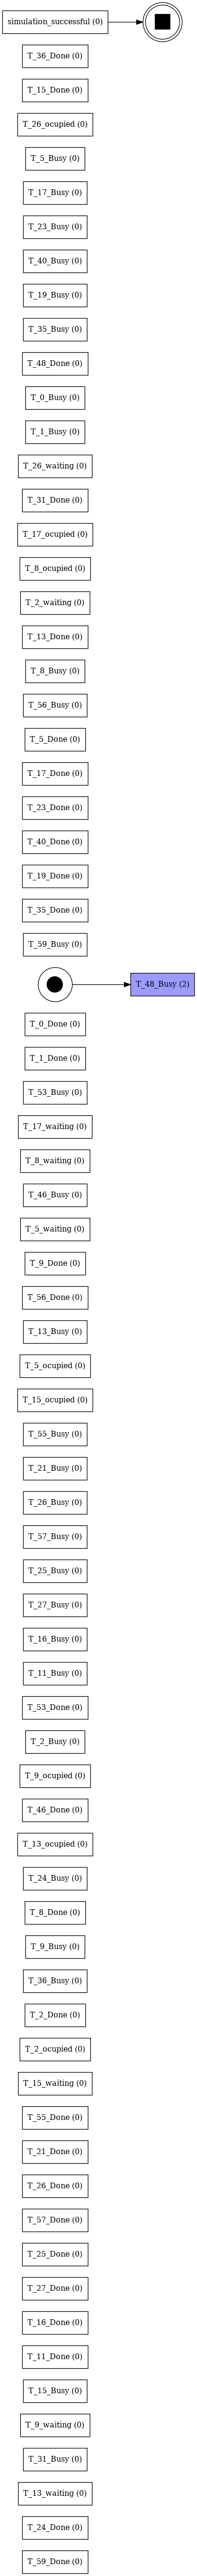 simulation_successful (0)
T_36_Done (0)
T_15_Done (0)
T_26_ocupied (0)
T_5_Busy (0)
T_17_Busy (0)
T_23_Busy (0)
T_40_Busy (0)
T_19_Busy (0)
T_35_Busy (0)
T_48_Done (0)
T_0_Busy (0)
T_1_Busy (0)
T_26_waiting (0)
T_31_Done (0)
T_17_ocupied (0)
T_8_ocupied (0)
T_2_waiting (0)
T_13_Done (0)
T_8_Busy (0)
T_56_Busy (0)
T_5_Done (0)
T_17_Done (0)
T_23_Done (0)
T_40_Done (0)
T_19_Done (0)
T_35_Done (0)
T_59_Busy (0)
T_48_Busy (2)
T_0_Done (0)
T_1_Done (0)
T_53_Busy (0)
T_17_waiting (0)
T_8_waiting (0)
T_46_Busy (0)
T_5_waiting (0)
T_9_Done (0)
T_56_Done (0)
T_13_Busy (0)
T_5_ocupied (0)
T_15_ocupied (0)
T_55_Busy (0)
T_21_Busy (0)
T_26_Busy (0)
T_57_Busy (0)
T_25_Busy (0)
T_27_Busy (0)
T_16_Busy (0)
T_11_Busy (0)
T_53_Done (0)
T_2_Busy (0)
T_9_ocupied (0)
T_46_Done (0)
T_13_ocupied (0)
T_24_Busy (0)
T_8_Done (0)
T_9_Busy (0)
T_36_Busy (0)
T_2_Done (0)
T_2_ocupied (0)
T_15_waiting (0)
T_55_Done (0)
T_21_Done (0)
T_26_Done (0)
T_57_Done (0)
T_25_Done (0)
T_27_Done (0)
T_16_Done (0)
T_11_Done (0)
T_15_Busy (0)
T_9_waiting (0)
T_31_Busy (0)
T_13_waiting (0)
T_24_Done (0)
T_59_Done (0)